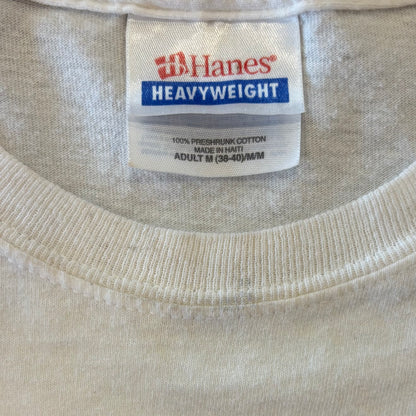 Hanes®
HEAVYWEIGHT
100% PRESHRUNK COTTON
MADE IN HAITI
ADULT M (38-40)/M/M